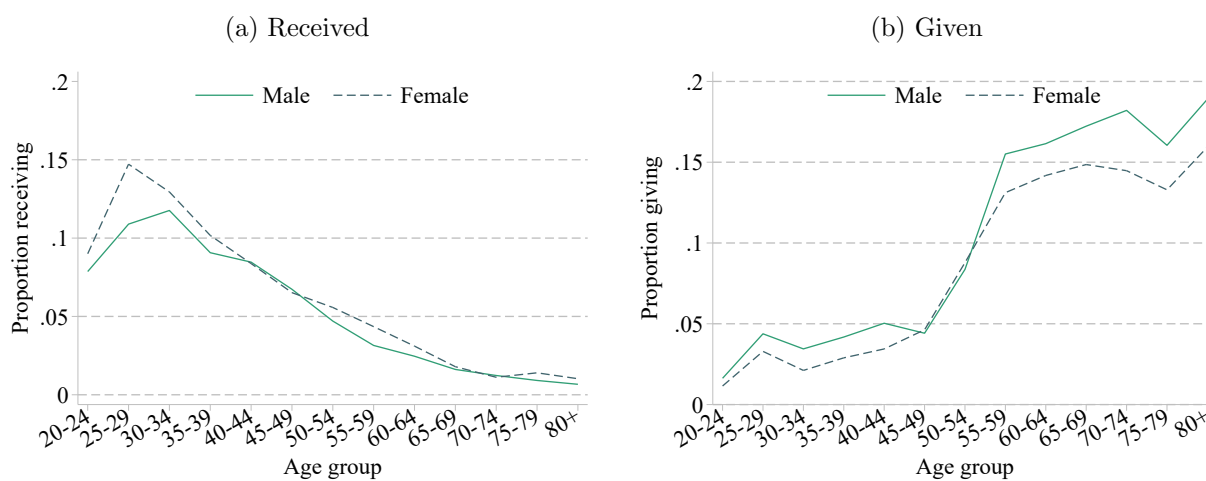 (a) Received
Proportion receiving
.2
.15
.1
.05
0
Male Female
20-24 25-29 30-34 35-39 40-44 45-49 50-54 55-59 60-64 65-69 70-74 75-79 80+
Age group
(b) Given
Proportion giving
.2
.15
.1
.05
0
Male Female
20-24 25-29 30-34 35-39 40-44 45-49 50-54 55-59 60-64 65-69 70-74 75-79 80+
Age group